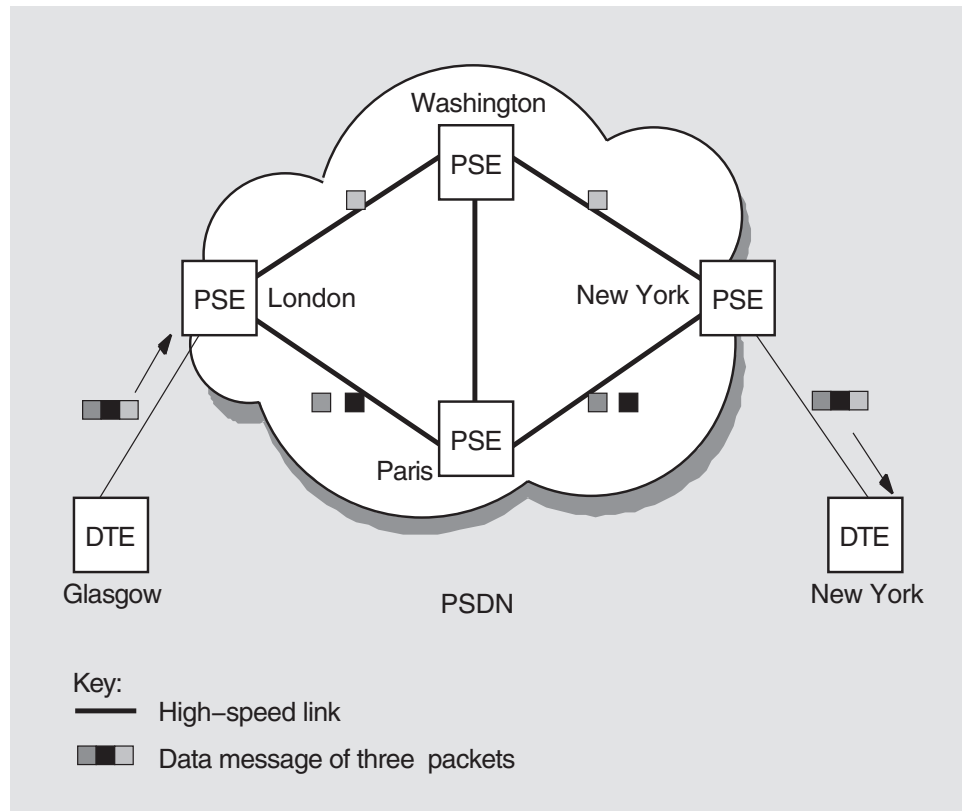 Washington
PSE
PSE
London
New York
PSE
PSE
Paris
DTE
Glasgow
DTE
New York
PSDN
Key:
High–speed link
Data message of three packets